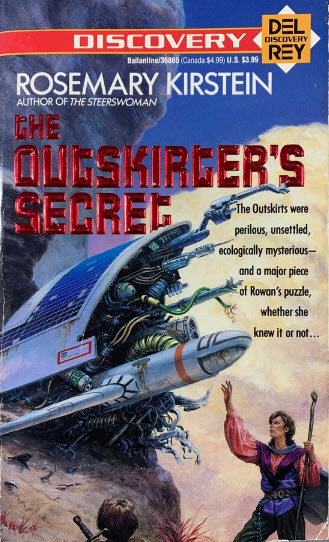 DISCOVERY
DEL
DISCOVERY
REY
Ballantine/36885 (Canada $4.99) U.S. $3.99
ROSEMARY KIRSTEIN
AUTHOR OF THE STEERSWOMAN
THE
OUTSKIRTER'S
SECRET
The Outskirts were
perilous, unsettled,
ecologically mysterious—
and a major piece
of Rowan's puzzle,
whether she
knew it or not...